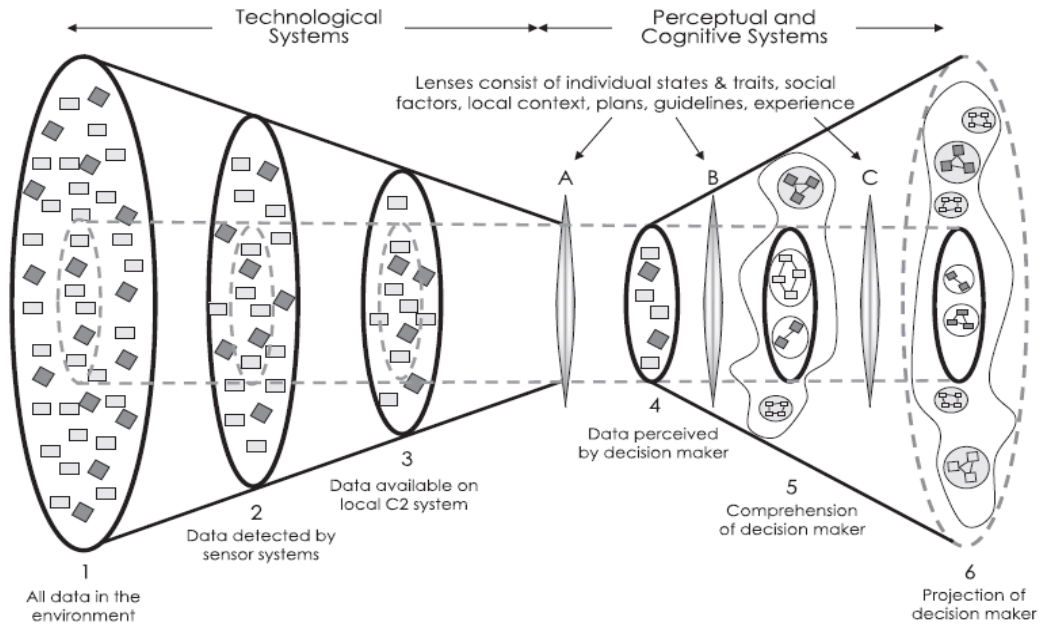 Technological
Systems
Perceptual and
Cognitive Systems
Lenses consist of individual states & traits, social
factors, local context, plans, guidelines, experience
A
B
C
1
All data in the
environment
2
Data detected by
sensor systems
3
Data available on
local C2 system
4
Data perceived
by decision maker
5
Comprehension
of decision maker
6
Projection of
decision maker